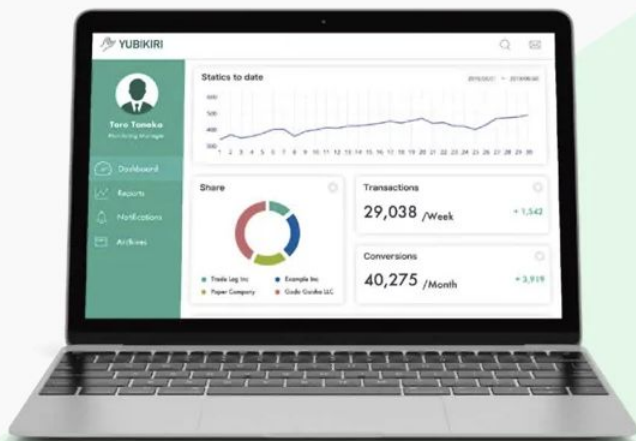 YUBIKIRI
Taro Tanaka
Monitoring Manager
Dashboard
Reports
Notifications
Archives
Statics to date
600
500
400
300
1 2 3 4 5 6 7 8 9 10 11 12 13 14 15 16 17 18 19 20 21 22 23 24 25 26 27 28 29 30
Share
Trade Log Inc
Example Inc
Paper Company
Godo Gaisha LLC
Transactions
29,038 /Week
+ 1,542
Conversions
40,275 /Month
+ 3,919